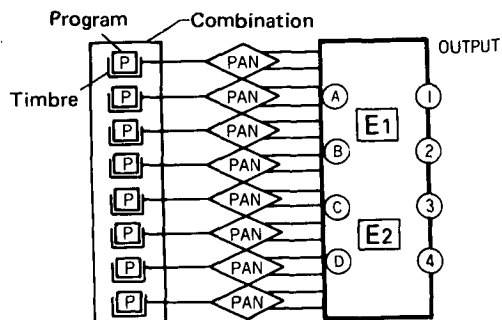 Program
Combination
OUTPUT
Timbre
P PAN
P PAN A 1
P PAN E1
P PAN B 2
P PAN C 3
P PAN E2
P PAN D 4
P PAN